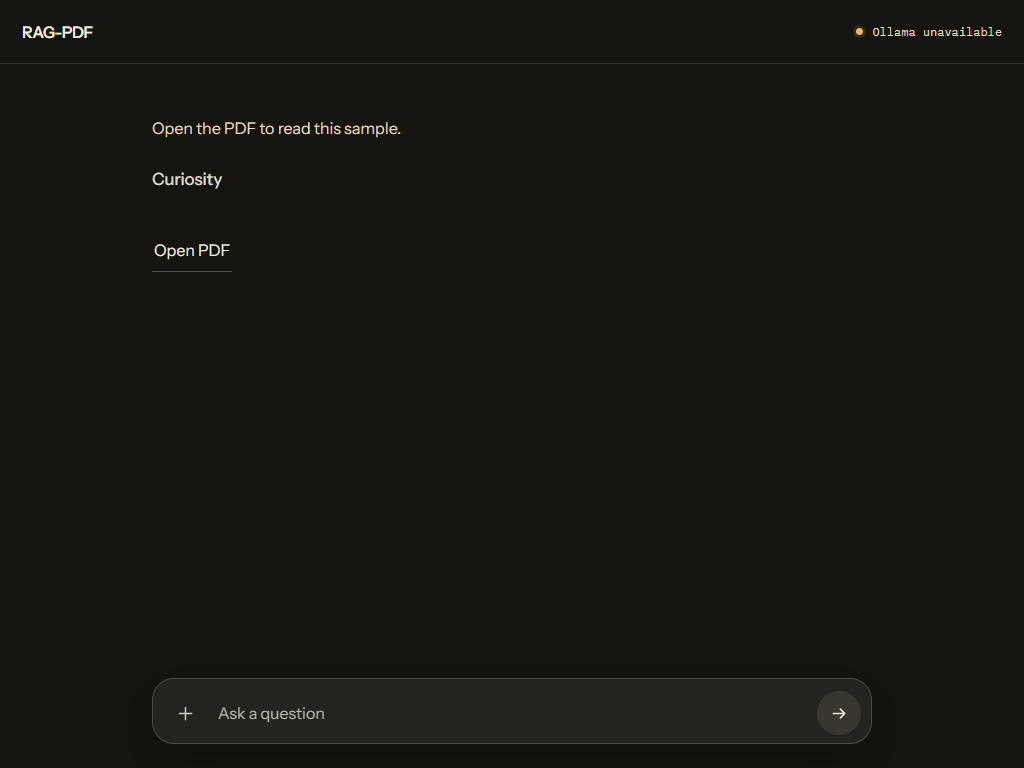 RAG-PDF
Ollama unavailable
Open the PDF to read this sample.
Curiosity
Open PDF
Ask a question